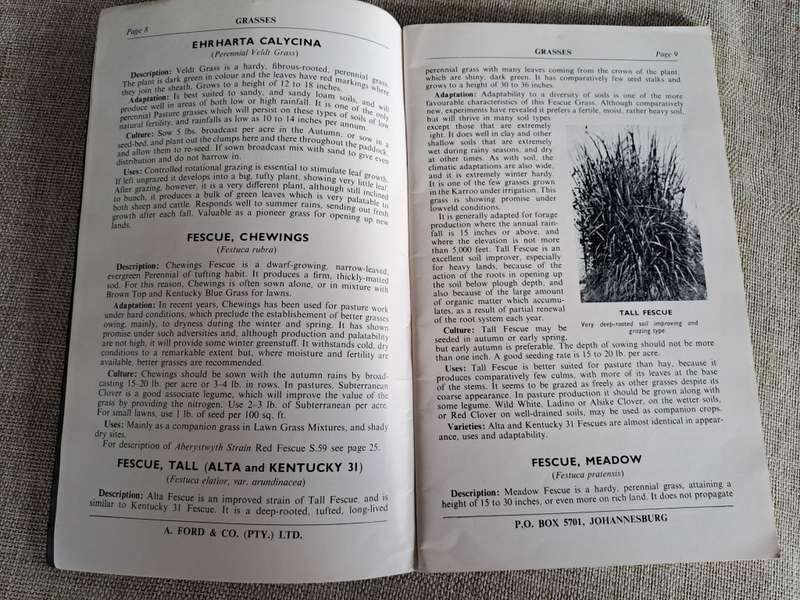 Page 8
GRASSES
EHRHARTA CALYCINA
(Perennial Veldt Grass)
Description: Veldt Grass is a hardy, fibrous-rooted, perennial grass.
The plant is dark green in colour and the leaves have red markings where
they join the sheath. Grows to a height of 12 to 18 inches.
Adaptation: Is best suited to sandy, and sandy loam soils, and will
produce well in areas of both low or high rainfall. It is one of the only
perennial Pasture grasses which will persist on these types of soils of low
natural fertility, and rainfalls as low as 10 to 14 inches per annum.
Culture: Sow 5 lbs. broadcast per acre in the Autumn, or sow in a
seed-bed, and plant out the clumps here and there throughout the paddock,
and allow them to re-seed. If sown broadcast mix with sand to give even
distribution and do not harrow in.
Uses: Controlled rotational grazing is essential to stimulate leaf growth.
If left ungrazed it develops into a big, tufty plant, showing very little leaf.
After grazing, however, it is a very different plant, although still inclined
to bunch, it produces a bulk of green leaves which is very palatable to
both sheep and cattle. Responds well to summer rains, sending out fresh
growth after each fall. Valuable as a pioneer grass for opening up new
lands.
FESCUE, CHEWINGS
(Festuca rubra)
Description: Chewings Fescue is a dwarf-growing, narrow-leaved,
evergreen Perennial of tufting habit. It produces a firm, thickly-matted
sod. For this reason, Chewings is often sown alone, or in mixture with
Brown Top and Kentucky Blue Grass for lawns.
Adaptation: In recent years, Chewings has been used for pasture work
under hard conditions, which preclude the establishement of better grasses
owing, mainly, to dryness during the winter and spring. It has shown
promise under such adversities and, although production and palatability
are not high, it will provide some winter greenstuff. It withstands cold, dry
conditions to a remarkable extent but, where moisture and fertility are
available, better grasses are recommended.
Culture: Chewings should be sown with the autumn rains by broad-
casting 15-20 lb. per acre or 3-4 lb. in rows. In pastures, Subterranean
Clover is a good associate legume, which will improve the value of the
grass by providing the nitrogen. Use 2-3 lb. of Subterranean per acre.
For small lawns, use 1 lb. of seed per 100 sq. ft.
Uses: Mainly as a companion grass in Lawn Grass Mixtures, and shady
dry sites.
For description of Aberystwyth Strain Red Fescue S.59 see page 25.
FESCUE, TALL (ALTA and KENTUCKY 31)
(Festuca elatior, var. arundinacea)
Description: Alta Fescue is an improved strain of Tall Fescue, and is
similar to Kentucky 31 Fescue. It is a deep-rooted, tufted, long-lived
A. FORD & CO. (PTY.) LTD.
GRASSES
Page 9
perennial grass with many leaves coming from the crown of the plant,
which are shiny, dark green. It has comparatively few seed stalks and
grows to a height of 30 to 36 inches.
Adaptation: Adaptability to a diversity of soils is one of the more
favourable characteristics of this Fescue Grass. Although comparatively
new, experiments have revealed it prefers a fertile, moist, rather heavy soil,
but will thrive in many soil types
except those that are extremely
light. It does well in clay and other
shallow soils that are extremely
wet during rainy seasons, and dry
at other times. As with soil, the
climatic adaptations are also wide,
and it is extremely winter hardy.
It is one of the few grasses grown
in the Karroo under irrigation. This
grass is showing promise under
lowveld conditions.
It is generally adapted for forage
production where the annual rain-
fall is 15 inches or above, and
where the elevation is not more
than 5,000 feet. Tall Fescue is an
excellent soil improver, especially
for heavy lands, because of the
action of the roots in opening up
the soil below plough depth, and
also because of the large amount
of organic matter which accumu-
lates, as a result of partial renewal
of the root system each year.
TALL FESCUE
Very deep-rooted soil improving and
grazing type.
Culture: Tall Fescue may be
seeded in autumn or early spring,
but early autumn is preferable. The depth of sowing should not be more
than one inch. A good seeding rate is 15 to 20 lb. per acre.
Uses: Tall Fescue is better suited for pasture than hay, because it
produces comparatively few culms, with more of its leaves at the base
of the stem. It seems to be grazed as freely as other grasses despite its
coarse appearance. In pasture production it should be grown along with
some legume. Wild White, Ladino or Alsike Clover, on the wetter soils,
or Red Clover on well-drained soils, may be used as companion crops.
Varieties: Alta and Kentucky 31 Fescues are almost identical in appear-
ance, uses and adaptability.
FESCUE, MEADOW
(Festuca pratensis)
Description: Meadow Fescue is a hardy, perennial grass, attaining a
height of 15 to 30 inches, or even more on rich land. It does not propagate
P.O. BOX 5701, JOHANNESBURG